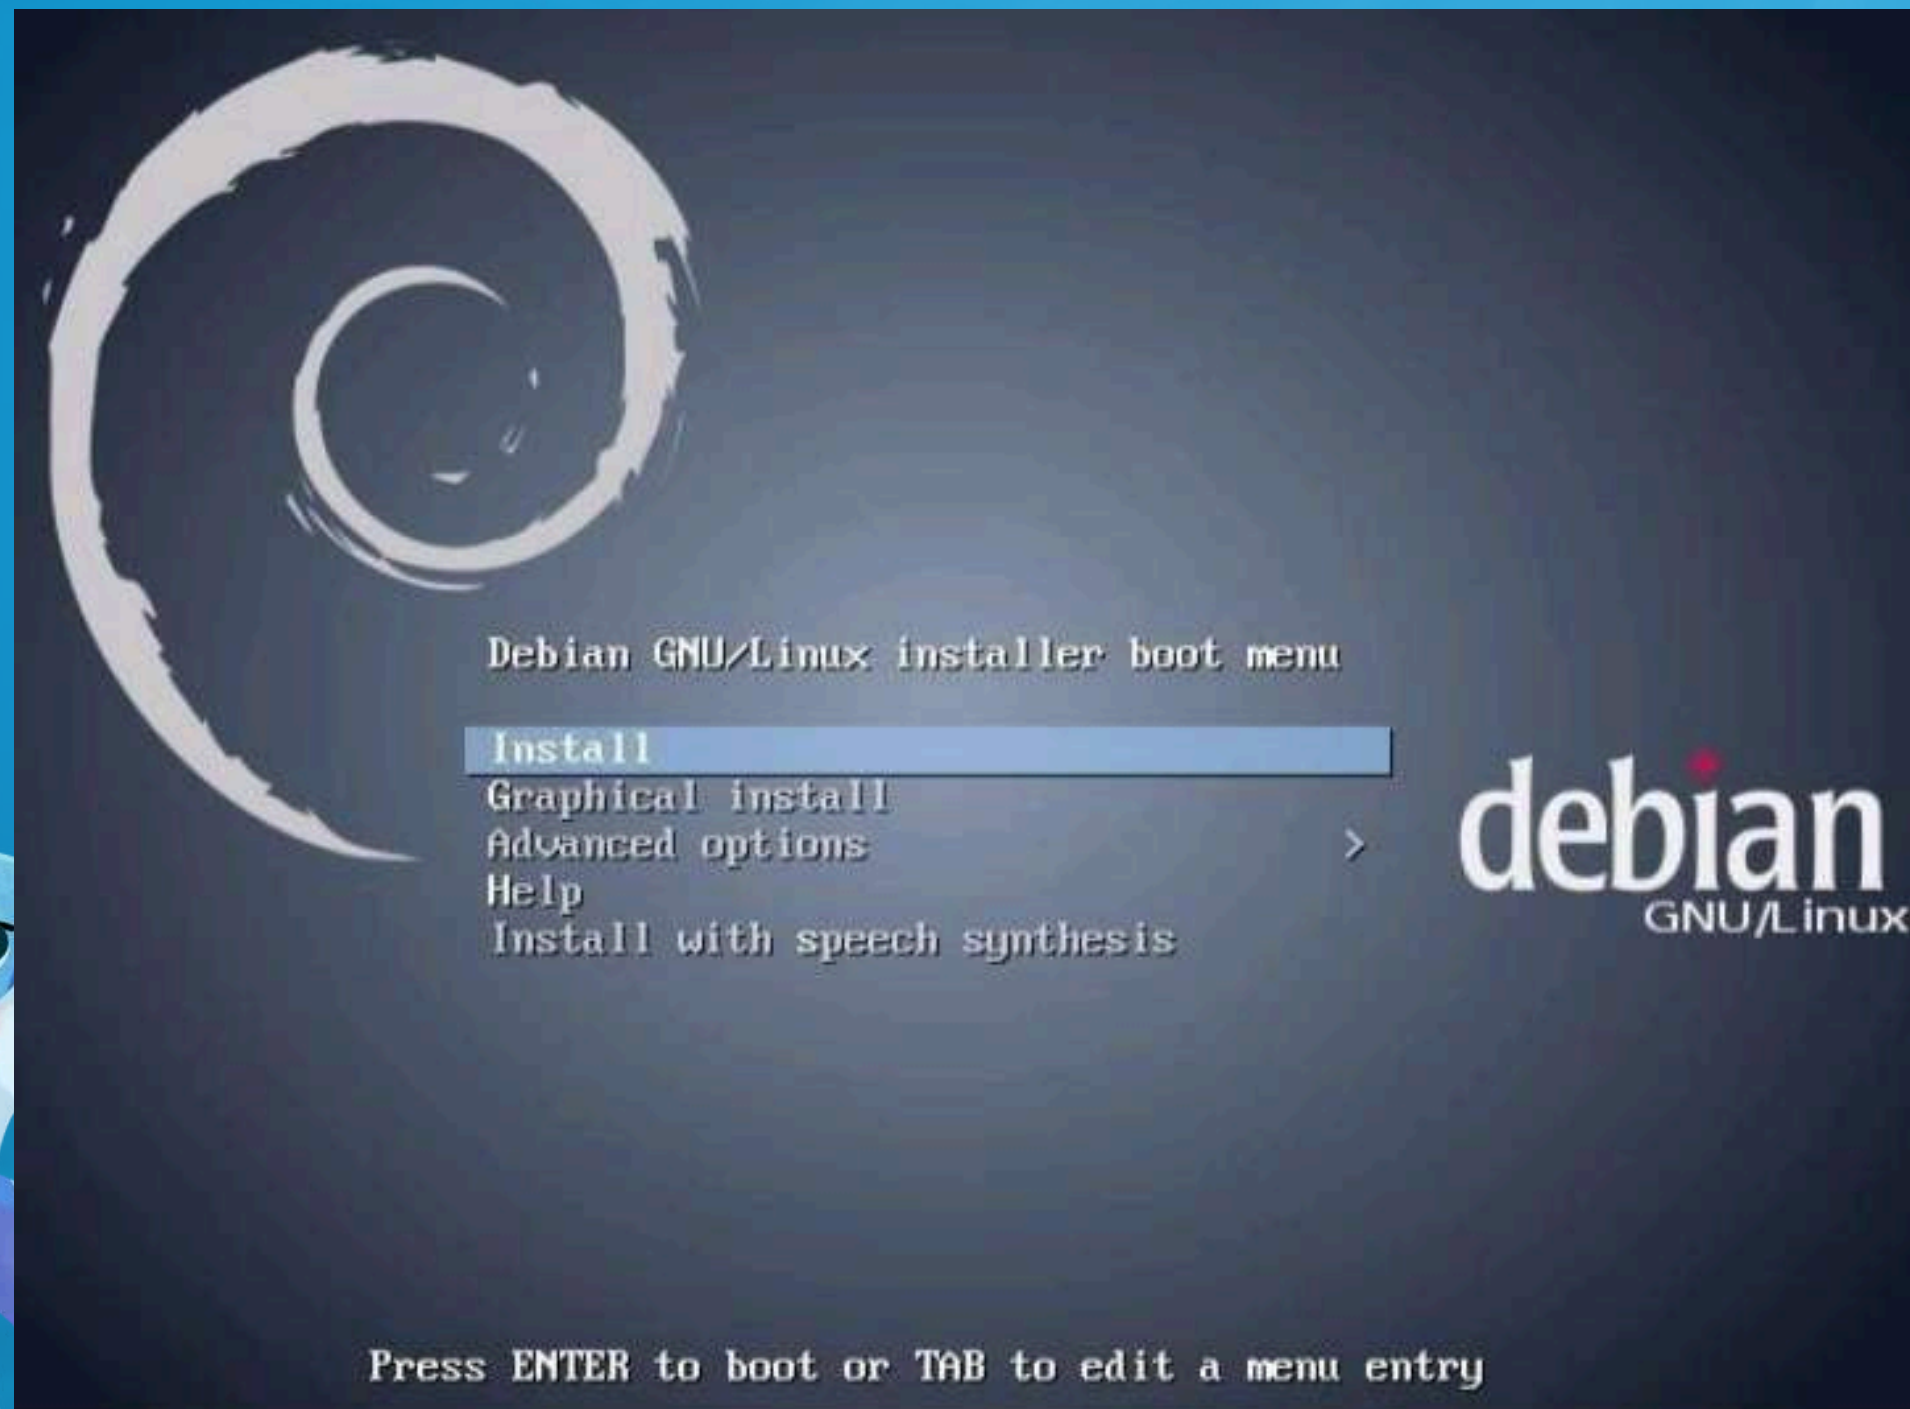 Debian GNU/Linux installer boot menu
Install
Graphical install
Advanced options >
Help
Install with speech synthesis
debian
GNU/Linux
Press ENTER to boot or TAB to edit a menu entry